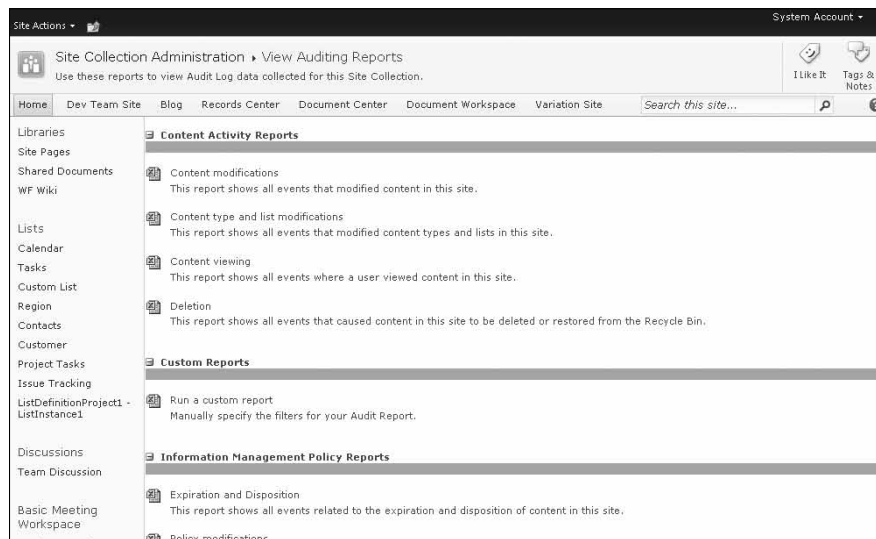 Site Actions
System Account
Site Collection Administration ▸ View Auditing Reports
Use these reports to view Audit Log data collected for this Site Collection.
I Like It
Tags &
Notes
Home Dev Team Site Blog Records Center Document Center Document Workspace Variation Site Search this site...
Libraries
Site Pages
Shared Documents
WF Wiki
Lists
Calendar
Tasks
Custom List
Region
Contacts
Customer
Project Tasks
Issue Tracking
ListDefinitionProject1 -
ListInstance1
Discussions
Team Discussion
Basic Meeting
Workspace
Content Activity Reports
Content modifications
This report shows all events that modified content in this site.
Content type and list modifications
This report shows all events that modified content types and lists in this site.
Content viewing
This report shows all events where a user viewed content in this site.
Deletion
This report shows all events that caused content in this site to be deleted or restored from the Recycle Bin.
Custom Reports
Run a custom report
Manually specify the filters for your Audit Report.
Information Management Policy Reports
Expiration and Disposition
This report shows all events related to the expiration and disposition of content in this site.
Policy modifications